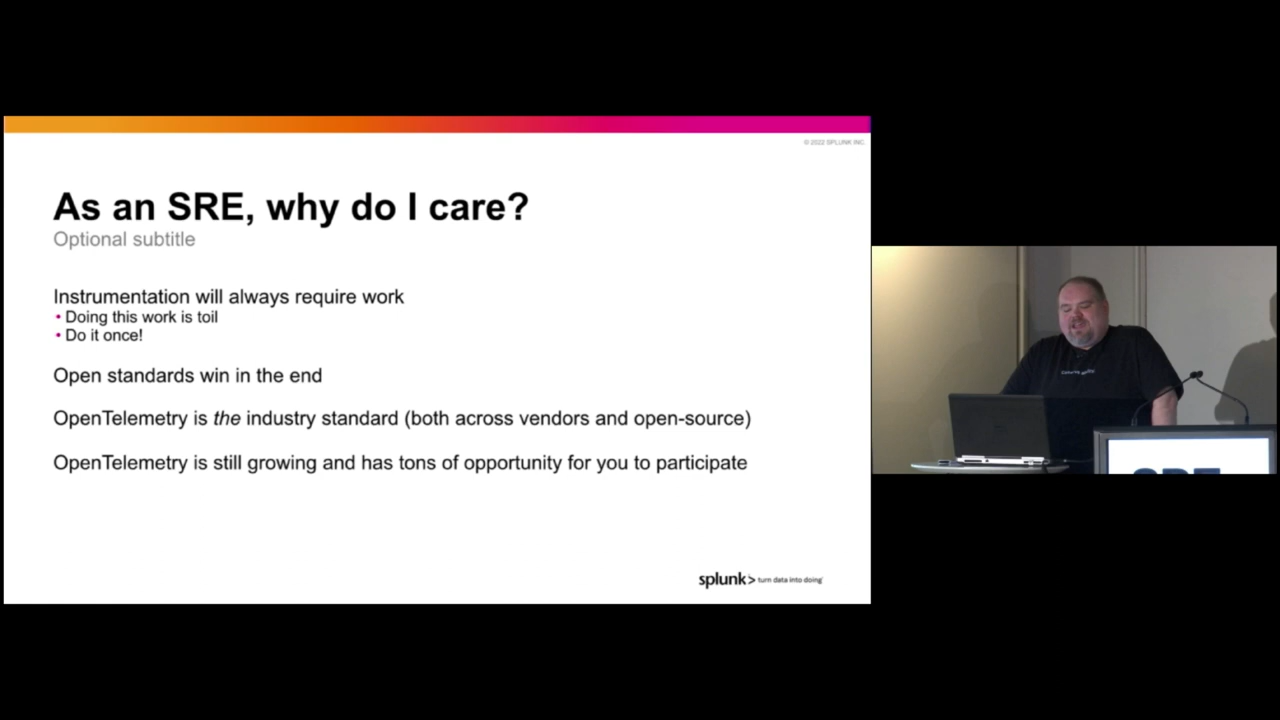 © 2022 SPLUNK INC.
As an SRE, why do I care?
Optional subtitle
Instrumentation will always require work
• Doing this work is toil
• Do it once!
Open standards win in the end
OpenTelemetry is the industry standard (both across vendors and open-source)
OpenTelemetry is still growing and has tons of opportunity for you to participate
splunk> turn data into doing